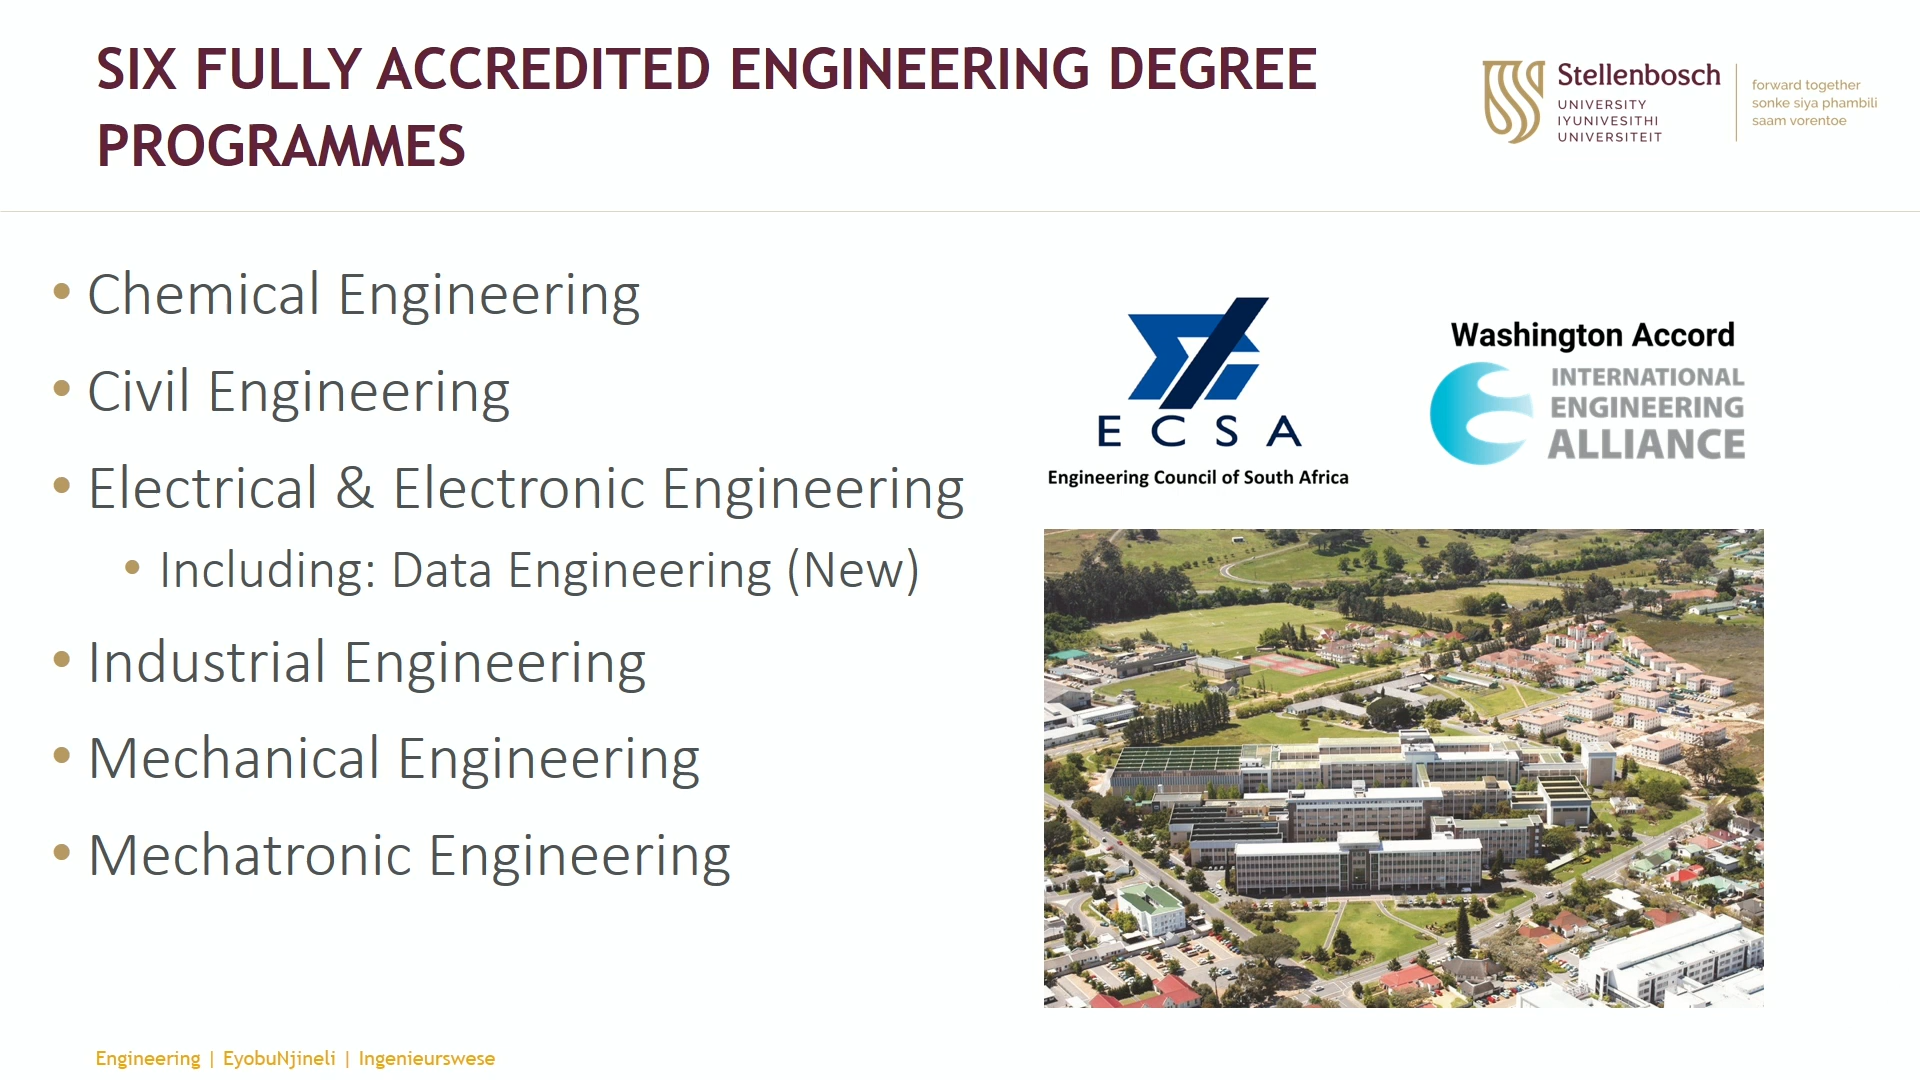 SIX FULLY ACCREDITED ENGINEERING DEGREE
PROGRAMMES
Stellenbosch
UNIVERSITY
IYUNIVESITHI
UNIVERSITEIT
forward together
sonke siya phambili
saam vorentoe
• Chemical Engineering
• Civil Engineering
• Electrical & Electronic Engineering
• Including: Data Engineering (New)
• Industrial Engineering
• Mechanical Engineering
• Mechatronic Engineering
ECSA
Engineering Council of South Africa
Washington Accord
INTERNATIONAL
ENGINEERING
ALLIANCE
Engineering | EyobuNjineli | Ingenieurswese